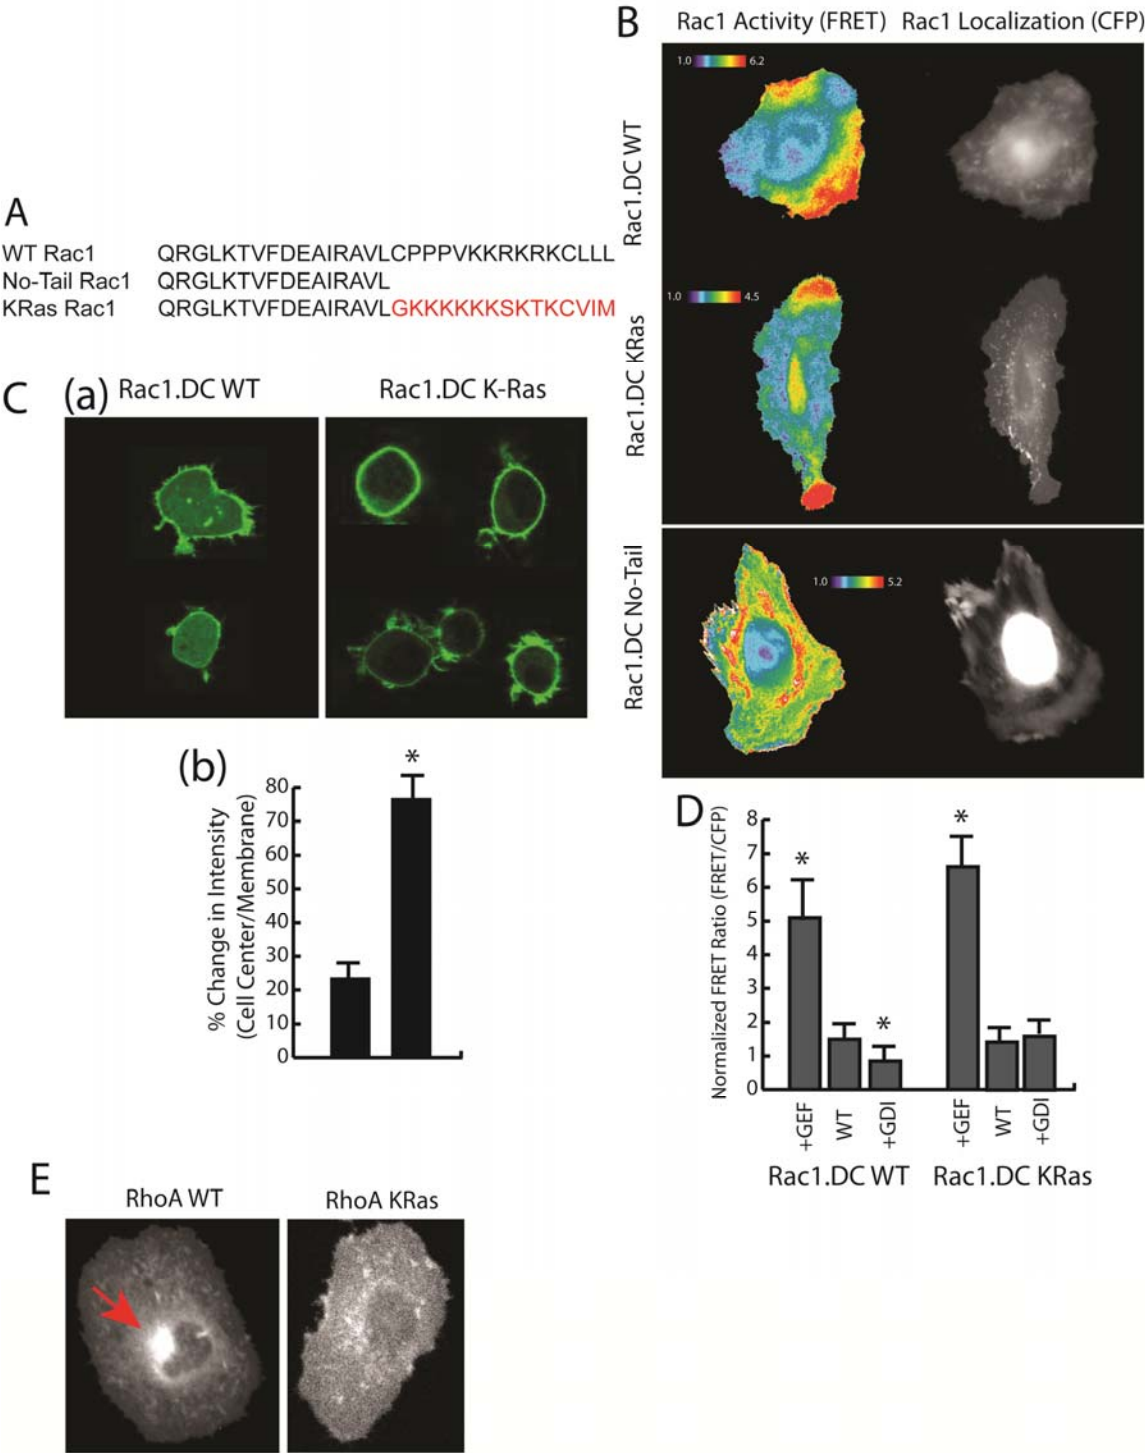 A
WT Rac1 QRGLKTVFDEAIRAVLCPPPVKKRKRKCLLL
No-Tail Rac1 QRGLKTVFDEAIRAVL
KRas Rac1 QRGLKTVFDEAIRAVLGKKKKKKSKTKCVIM
B
Rac1 Activity (FRET) Rac1 Localization (CFP)
Rac1.DC WT
1.0 6.2
Rac1.DC KRas
1.0 4.5
Rac1.DC No-Tail
1.0 5.2
C
(a) Rac1.DC WT Rac1.DC K-Ras
(b)
% Change in Intensity
(Cell Center/Membrane)
80
70
60
50
40
30
20
10
0
*
D
Normalized FRET Ratio (FRET/CFP)
8
7
6
5
4
3
2
1
0
* * *
+GEF WT +GDI +GEF WT +GDI
Rac1.DC WT Rac1.DC KRas
E
RhoA WT RhoA KRas